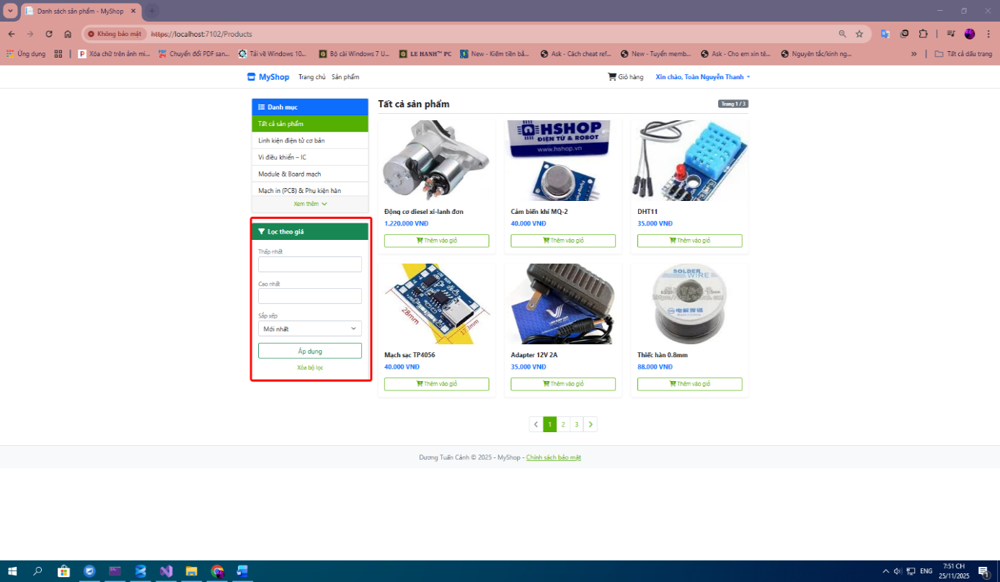 Danh sách sản phẩm - MyShop
Không bảo mật https://localhost:7102/Products
Ứng dụng Xóa chữ trên ảnh mi... Chuyển đổi PDF san... Tải về Windows 10... Bộ cài Windows 7 U... LE HANH™ PC New - Kiếm tiền bằ... Ask - Cách cheat ref... New - Tuyển memb... Ask - Cho em xin tê... Nguyên tắc/kinh ng... » Tất cả dấu trang
MyShop Trang chủ Sản phẩm Giỏ hàng Xin chào, Toàn Nguyễn Thanh
Danh mục
Tất cả sản phẩm
Linh kiện điện tử cơ bản
Vi điều khiển – IC
Module & Board mạch
Mạch in (PCB) & Phụ kiện hàn
Xem thêm
Lọc theo giá
Thấp nhất
Cao nhất
Sắp xếp
Mới nhất
Áp dụng
Xóa bộ lọc
Tất cả sản phẩm
Trang 1 / 3
HSHOP
ĐIỆN TỬ & ROBOT
www.hshop.vn
Flying-Fish
Động cơ diesel xi-lanh đơn
1.220.000 VNĐ
Thêm vào giỏ
Cảm biến khí MQ-2
40.000 VNĐ
Thêm vào giỏ
DHT11
35.000 VNĐ
Thêm vào giỏ
28mm
17.3mm
SOLDER
WIRE
Mạch sạc TP4056
40.000 VNĐ
Thêm vào giỏ
Adapter 12V 2A
35.000 VNĐ
Thêm vào giỏ
Thiếc hàn 0.8mm
88.000 VNĐ
Thêm vào giỏ
1 2 3
Dương Tuấn Cảnh © 2025 - MyShop - Chính sách bảo mật
ENG
7:51 CH
25/11/2025
1